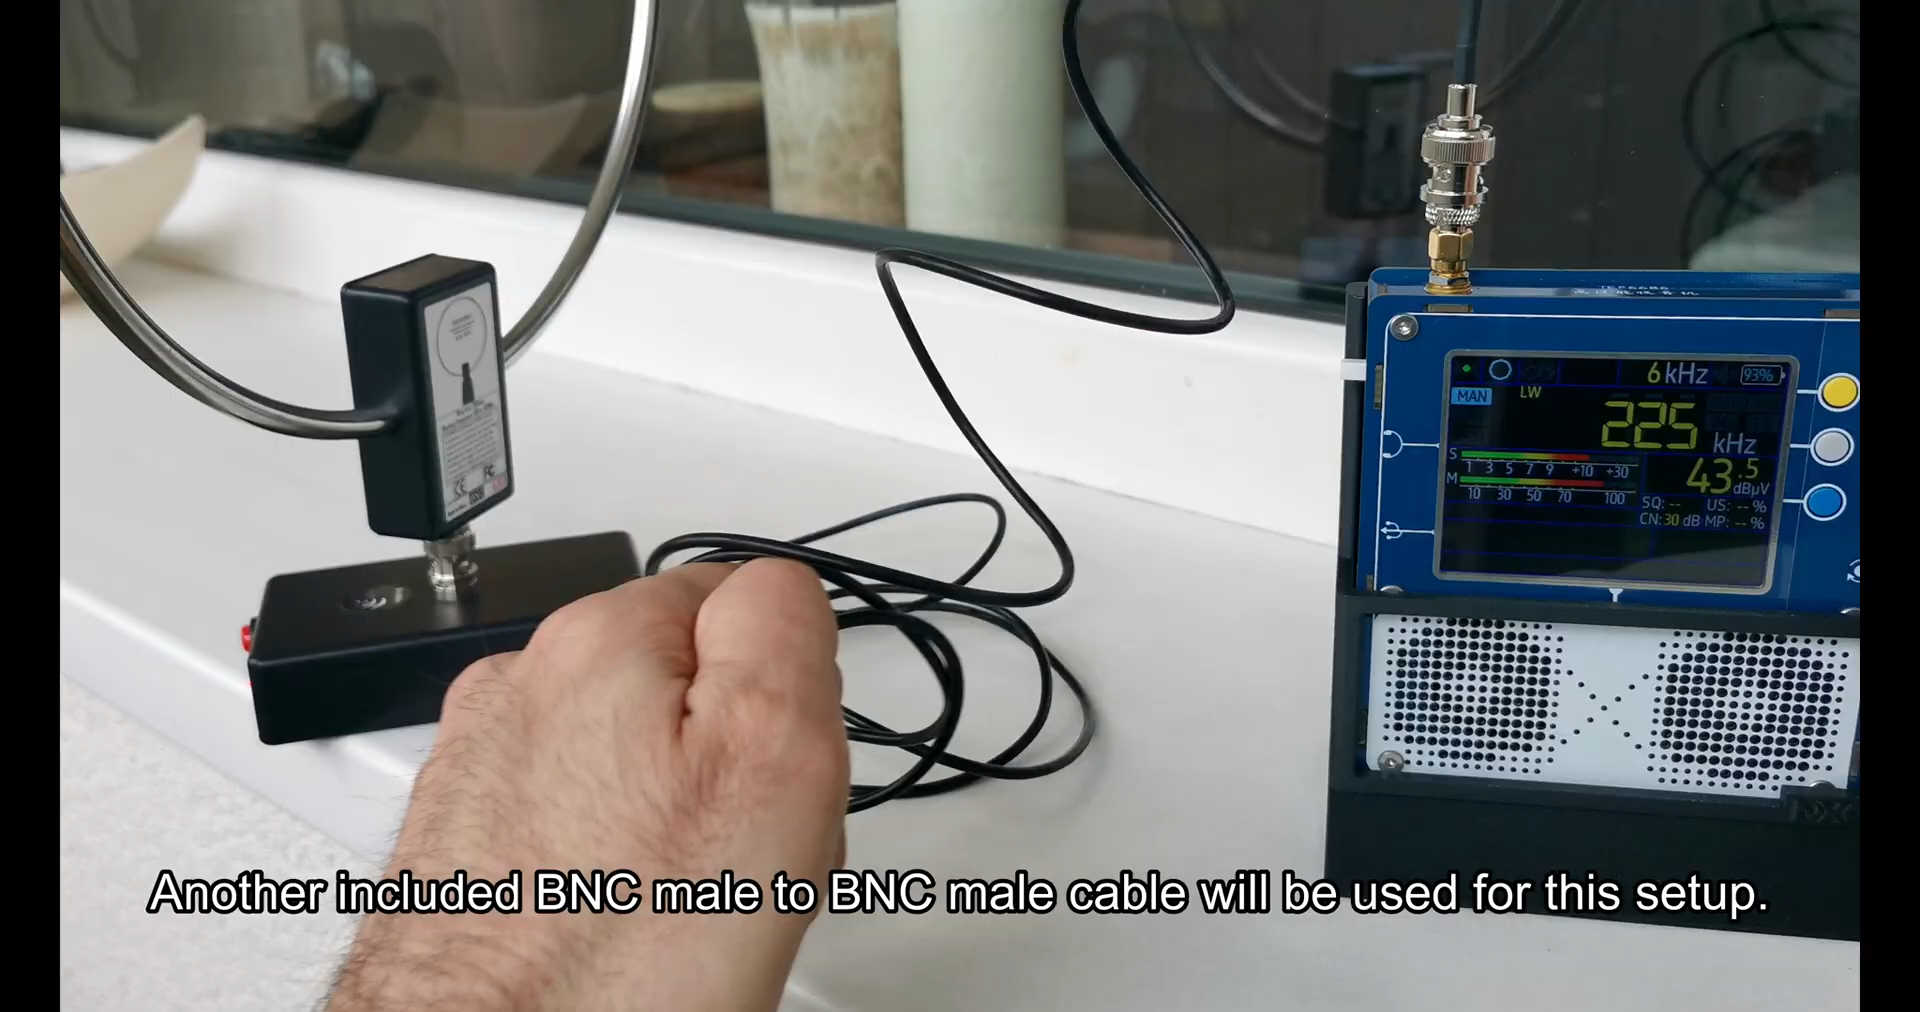 6 kHz 93%
MAN
LW
225 kHz
S 1 3 5 7 9 +10 +30
43.5 dBµV
M 10 30 50 70 100
SQ: -- US: -- %
CN: 30 dB MP: -- %
CE FC
Another included BNC male to BNC male cable will be used for this setup.